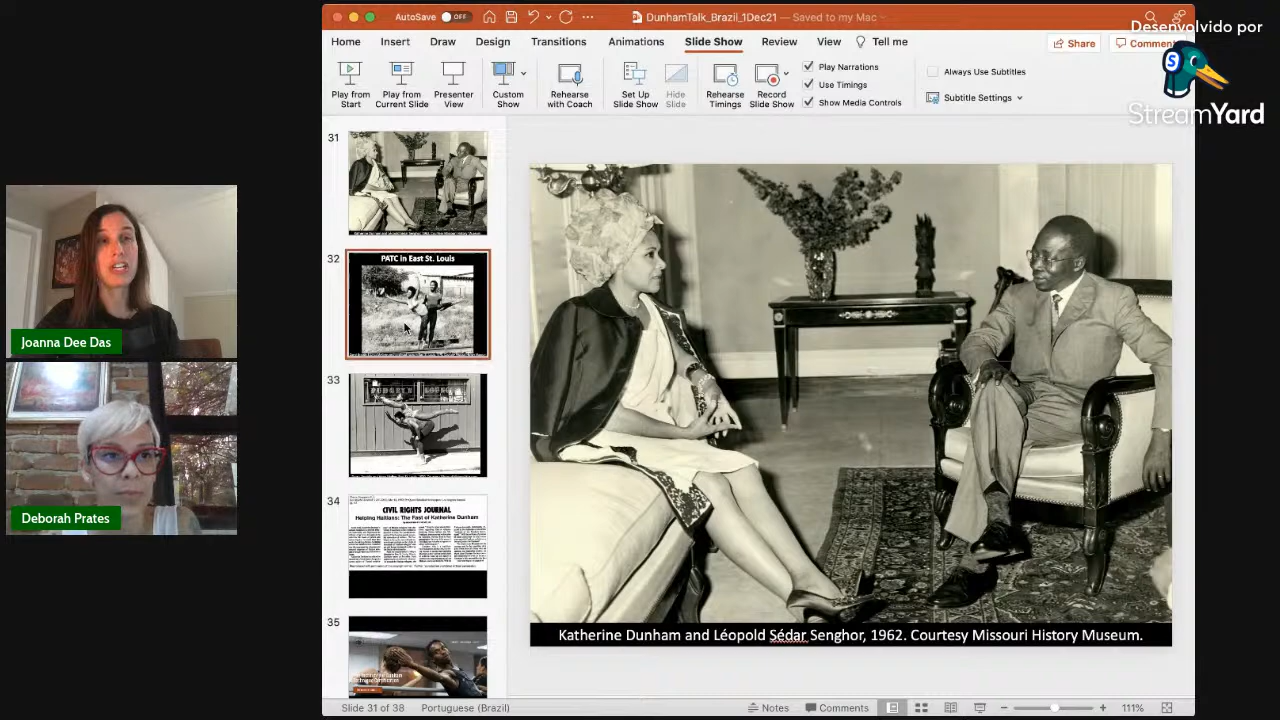 AutoSave OFF
DunhamTalk_Brazil_1Dec21 — Saved to my Mac
Desenvolvido por
StreamYard
Home Insert Draw Design Transitions Animations Slide Show Review View Tell me
Share
Comments
Play from Start
Play from Current Slide
Presenter View
Custom Show
Rehearse with Coach
Set Up Slide Show
Hide Slide
Rehearse Timings
Record Slide Show
Play Narrations
Use Timings
Show Media Controls
Always Use Subtitles
Subtitle Settings
31
32
PATC in East St. Louis
33
34
CIVIL RIGHTS JOURNAL
Helping Haitians: The Fast of Katherine Dunham
35
Joanna Dee Das
Deborah Prates
Katherine Dunham and Léopold Sédar Senghor, 1962. Courtesy Missouri History Museum.
Slide 31 of 38
Portuguese (Brazil)
Notes
Comments
111%